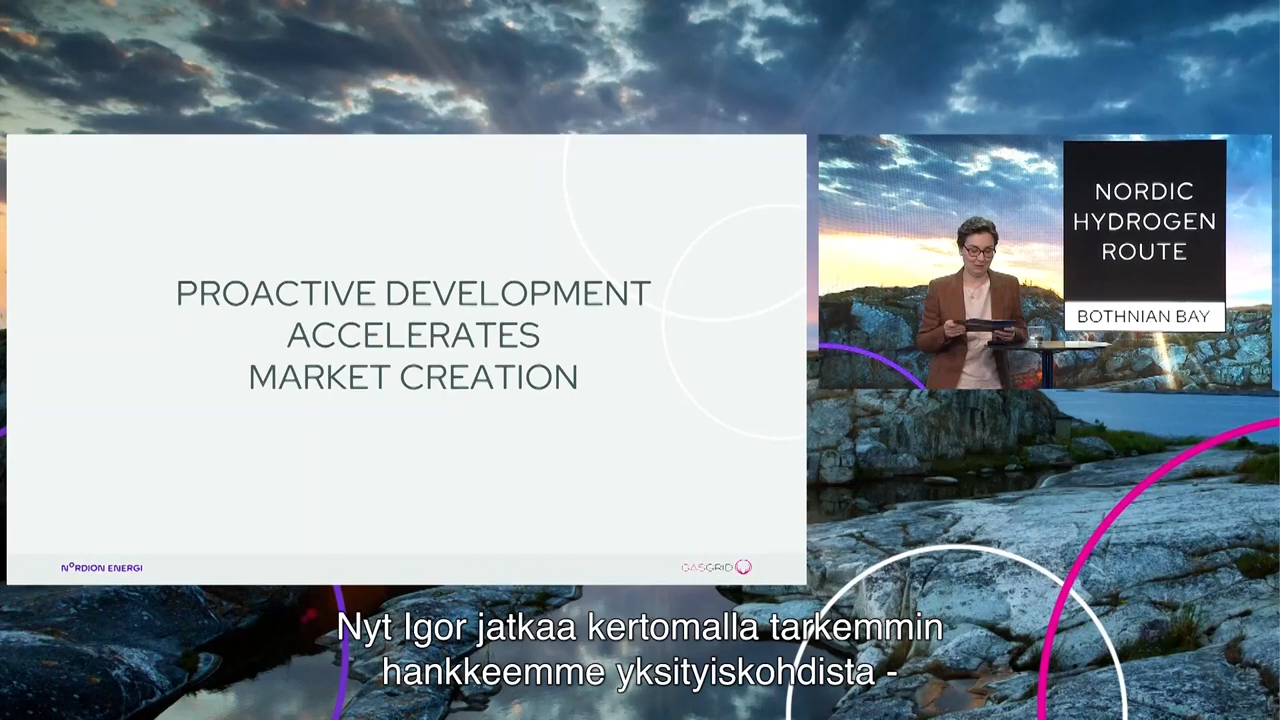 PROACTIVE DEVELOPMENT
ACCELERATES
MARKET CREATION
NORDION ENERGI
GASGRID
NORDIC
HYDROGEN
ROUTE
BOTHNIAN BAY
Nyt Igor jatkaa kertomalla tarkemmin
hankkeemme yksityiskohdista -